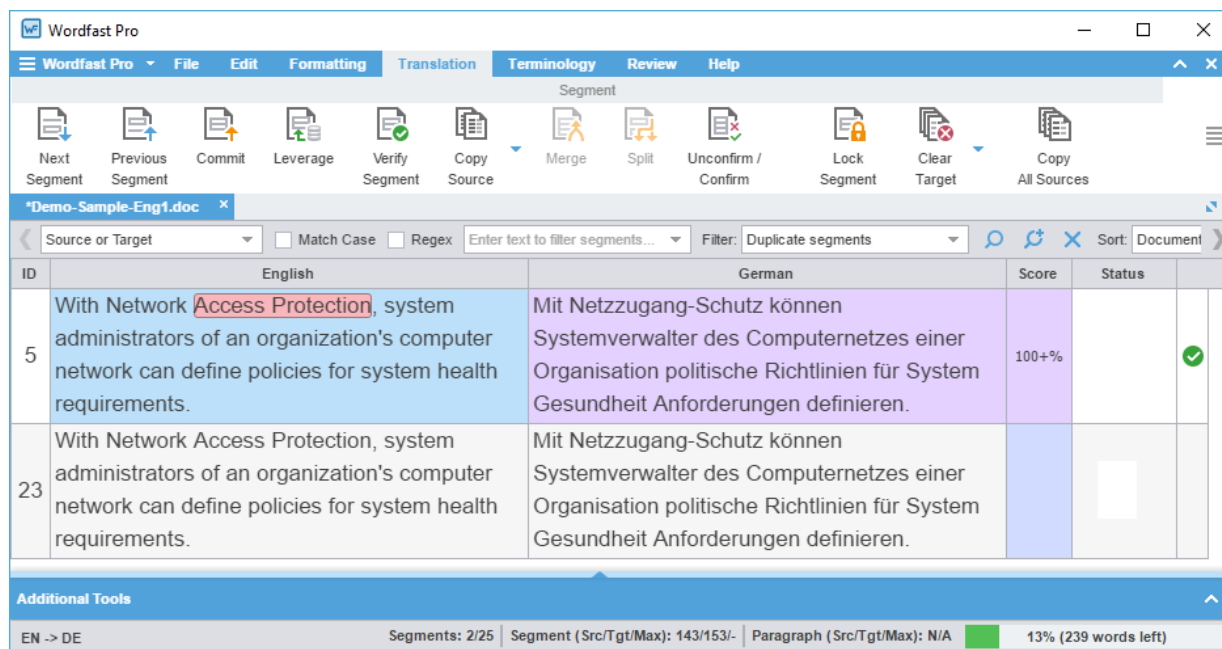 WF Wordfast Pro
Wordfast Pro File Edit Formatting Translation Terminology Review Help
Segment
Next Segment Previous Segment Commit Leverage Verify Segment Copy Source Merge Split Unconfirm / Confirm Lock Segment Clear Target Copy All Sources
*Demo-Sample-Eng1.doc
Source or Target Match Case Regex Enter text to filter segments... Filter: Duplicate segments Sort: Document
ID English German Score Status
5
With Network Access Protection, system
administrators of an organization's computer
network can define policies for system health
requirements.
Mit Netzzugang-Schutz können
Systemverwalter des Computernetzes einer
Organisation politische Richtlinien für System
Gesundheit Anforderungen definieren.
100+%
23
With Network Access Protection, system
administrators of an organization's computer
network can define policies for system health
requirements.
Mit Netzzugang-Schutz können
Systemverwalter des Computernetzes einer
Organisation politische Richtlinien für System
Gesundheit Anforderungen definieren.
Additional Tools
EN -> DE Segments: 2/25 Segment (Src/Tgt/Max): 143/153/- Paragraph (Src/Tgt/Max): N/A 13% (239 words left)